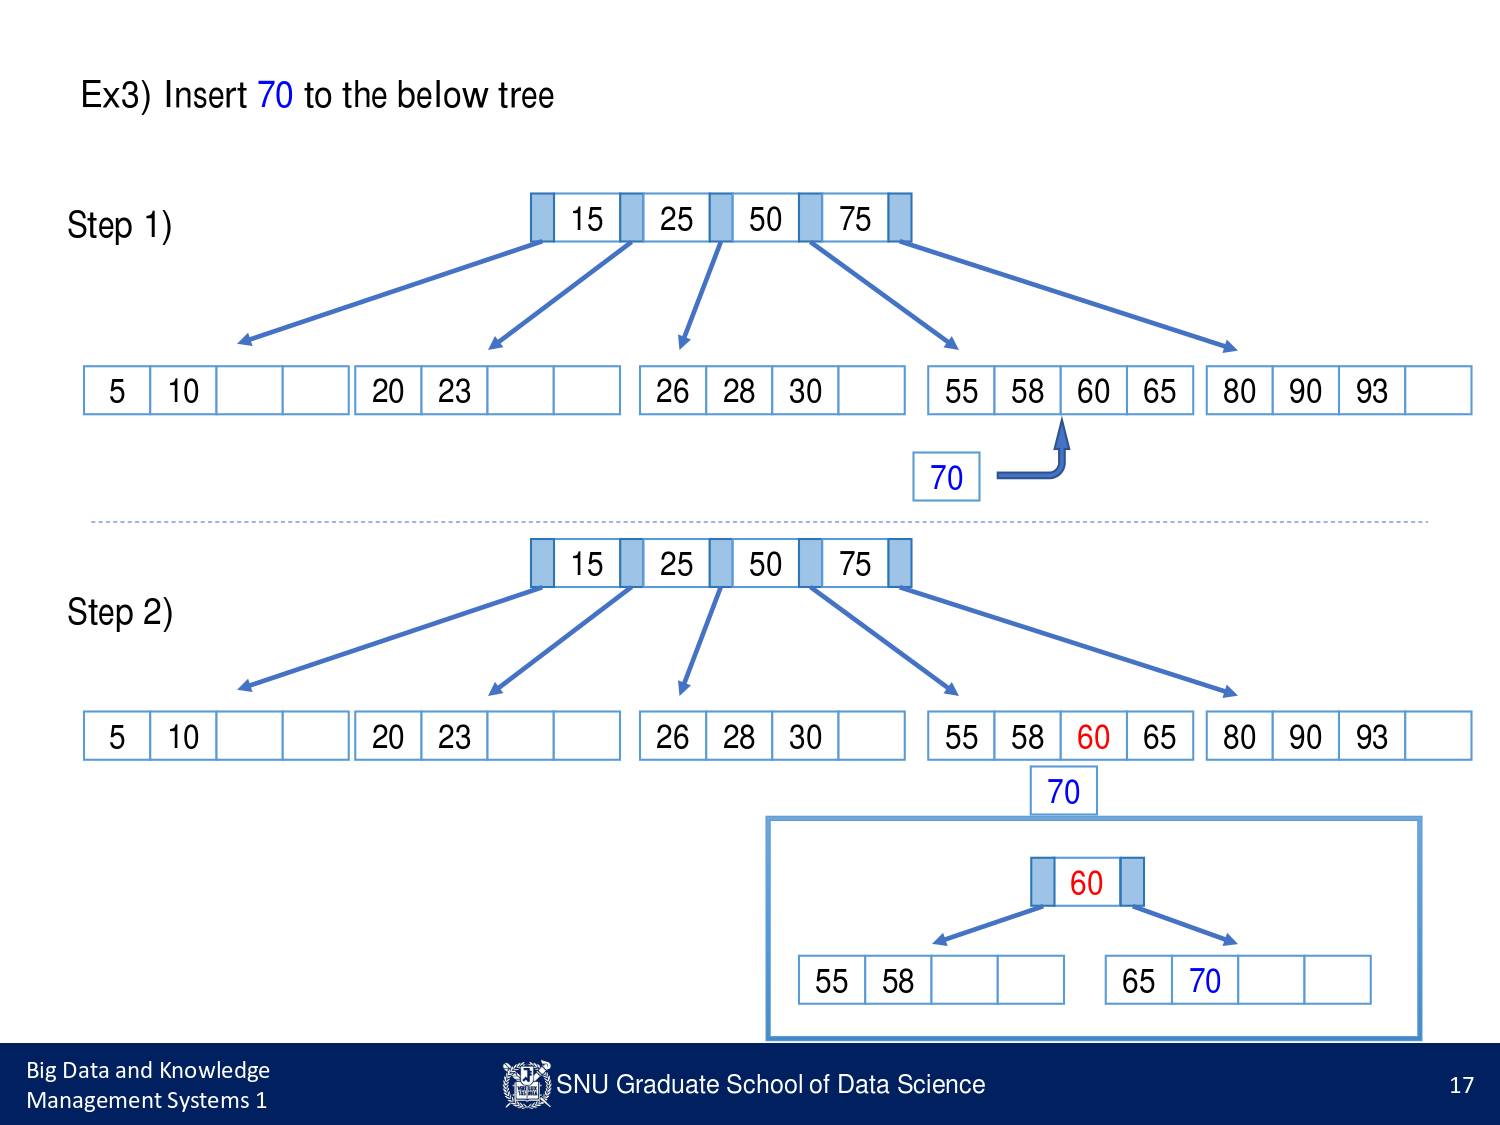 Ex3) Insert 70 to the below tree
Step 1)
15 25 50 75
5 10 20 23 26 28 30 55 58 60 65 80 90 93
70
15 25 50 75
Step 2)
5 10 20 23 26 28 30 55 58 60 65 80 90 93
70
60
55 58 65 70
Big Data and Knowledge
Management Systems 1
SNU Graduate School of Data Science
17